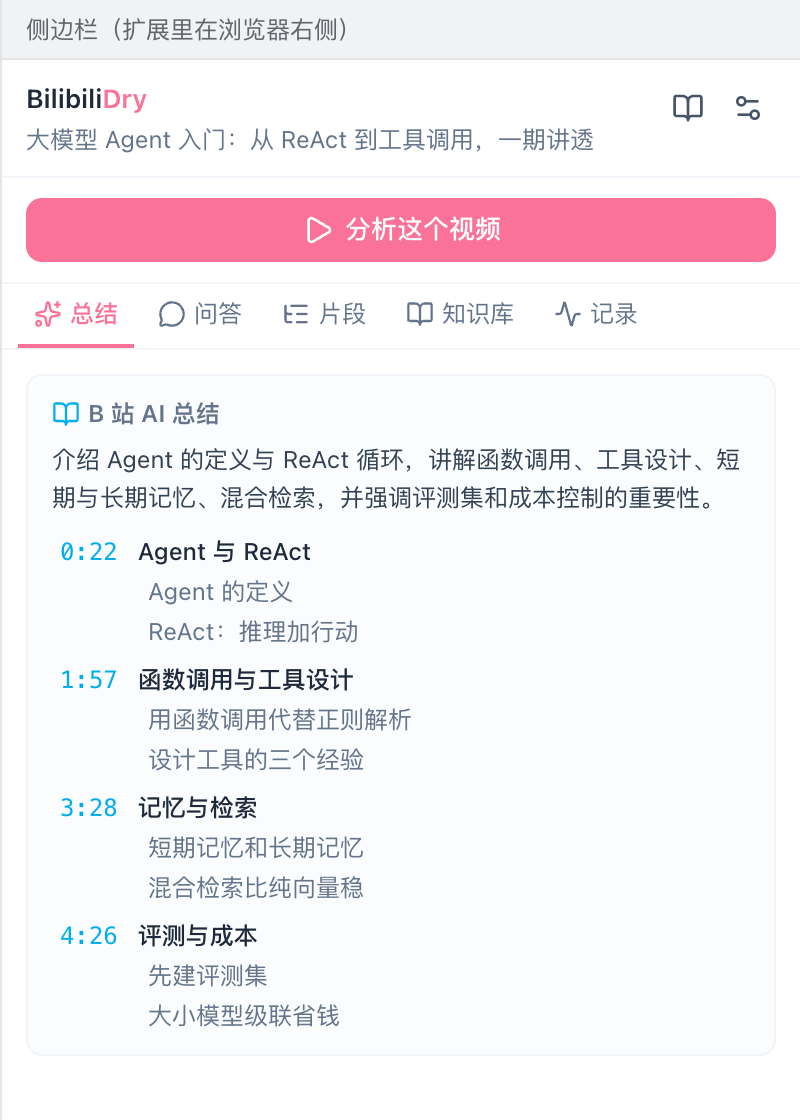 侧边栏（扩展里在浏览器右侧）
BilibiliDry
大模型 Agent 入门：从 ReAct 到工具调用，一期讲透
分析这个视频
总结 问答 片段 知识库 记录
B 站 AI 总结
介绍 Agent 的定义与 ReAct 循环，讲解函数调用、工具设计、短
期与长期记忆、混合检索，并强调评测集和成本控制的重要性。
0:22 Agent 与 ReAct
Agent 的定义
ReAct：推理加行动
1:57 函数调用与工具设计
用函数调用代替正则解析
设计工具的三个经验
3:28 记忆与检索
短期记忆和长期记忆
混合检索比纯向量稳
4:26 评测与成本
先建评测集
大小模型级联省钱